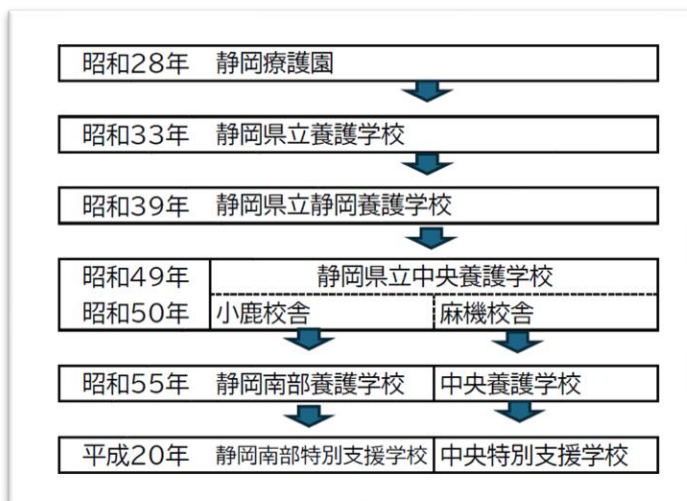 昭和28年 静岡療護園
昭和33年 静岡県立養護学校
昭和39年 静岡県立静岡養護学校
昭和49年 静岡県立中央養護学校
昭和50年 小鹿校舎 麻機校舎
昭和55年 静岡南部養護学校 中央養護学校
平成20年 静岡南部特別支援学校 中央特別支援学校